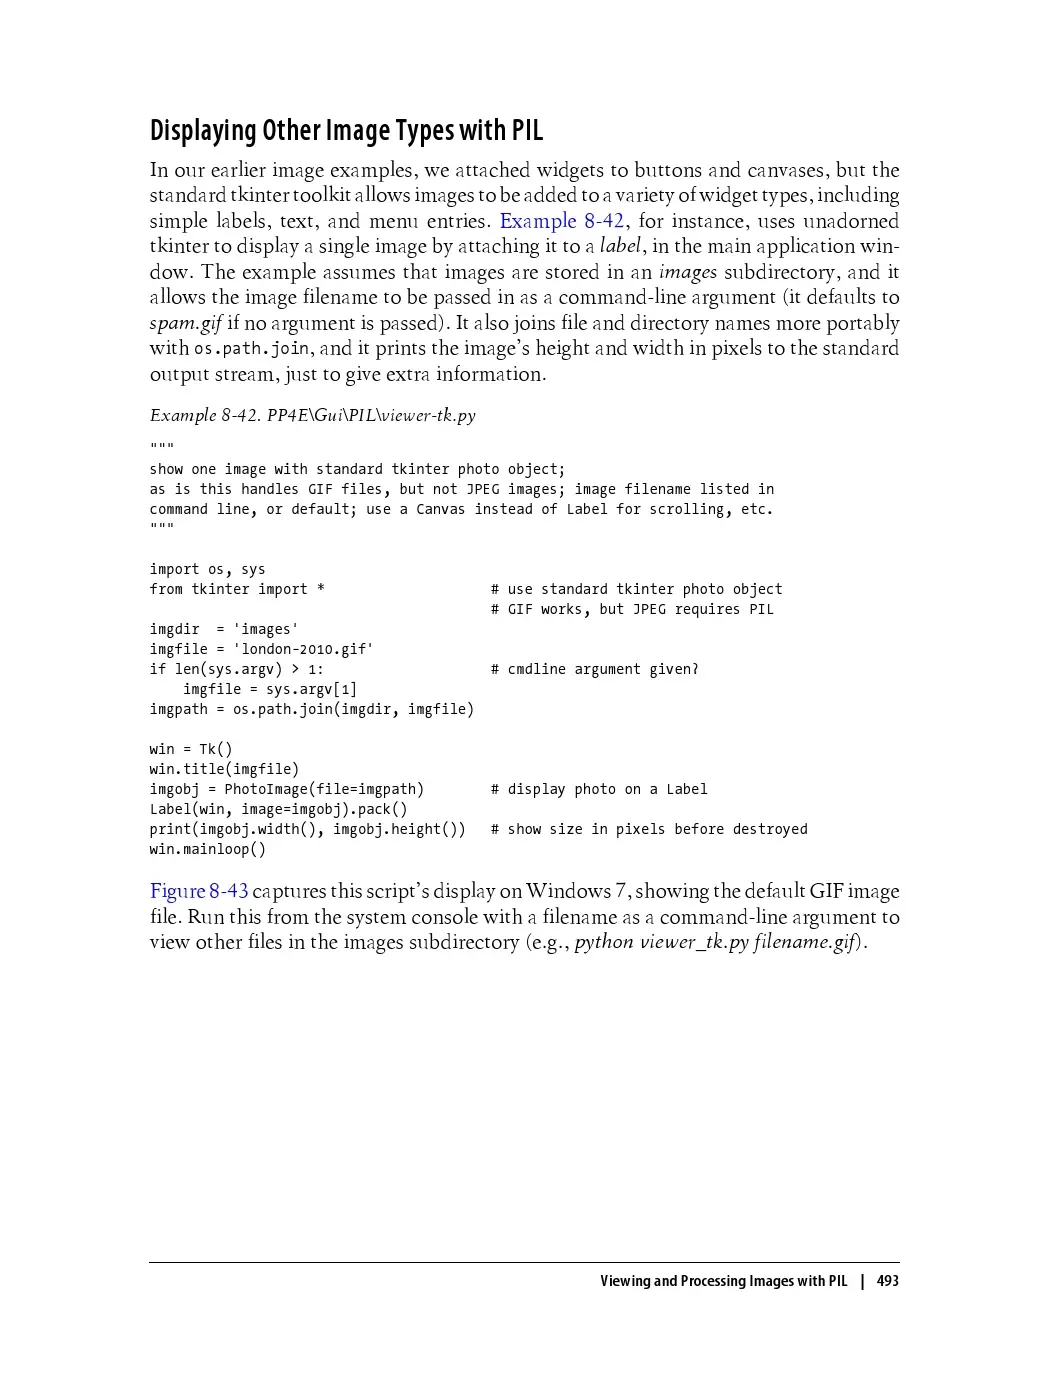 Displaying Other Image Types with PIL
In our earlier image examples, we attached widgets to buttons and canvases, but the
standard tkinter toolkit allows images to be added to a variety of widget types, including
simple labels, text, and menu entries. Example 8-42, for instance, uses unadorned
tkinter to display a single image by attaching it to a label, in the main application win-
dow. The example assumes that images are stored in an images subdirectory, and it
allows the image filename to be passed in as a command-line argument (it defaults to
spam.gif if no argument is passed). It also joins file and directory names more portably
with os.path.join, and it prints the image’s height and width in pixels to the standard
output stream, just to give extra information.
Example 8-42. PP4E\Gui\PIL\viewer-tk.py
"""
show one image with standard tkinter photo object;
as is this handles GIF files, but not JPEG images; image filename listed in
command line, or default; use a Canvas instead of Label for scrolling, etc.
"""
import os, sys
from tkinter import *                    # use standard tkinter photo object
                                         # GIF works, but JPEG requires PIL
imgdir  = 'images'
imgfile = 'london-2010.gif'
if len(sys.argv) > 1:                    # cmdline argument given?
    imgfile = sys.argv[1]
imgpath = os.path.join(imgdir, imgfile)
win = Tk()
win.title(imgfile)
imgobj = PhotoImage(file=imgpath)        # display photo on a Label
Label(win, image=imgobj).pack()
print(imgobj.width(), imgobj.height())   # show size in pixels before destroyed
win.mainloop()
Figure 8-43 captures this script’s display on Windows 7, showing the default GIF image
file. Run this from the system console with a filename as a command-line argument to
view other files in the images subdirectory (e.g., python viewer_tk.py filename.gif).
Viewing and Processing Images with PIL | 493